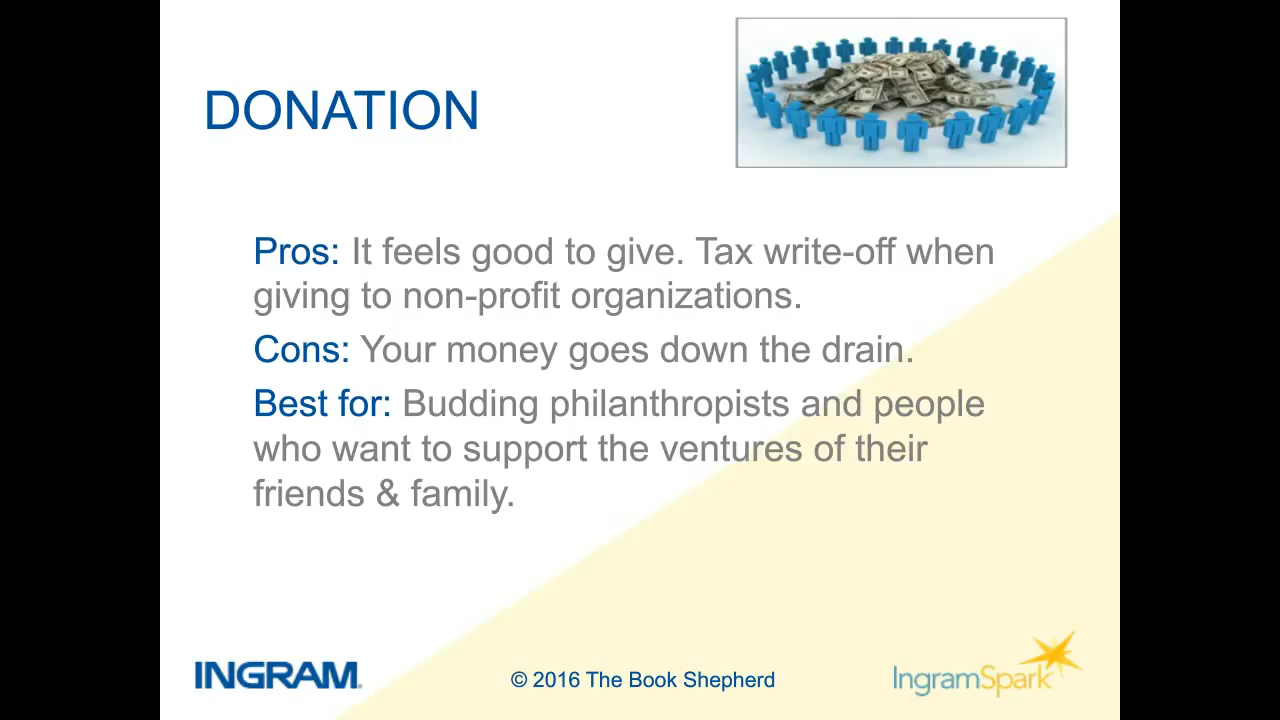 DONATION
Pros: It feels good to give. Tax write-off when
giving to non-profit organizations.
Cons: Your money goes down the drain.
Best for: Budding philanthropists and people
who want to support the ventures of their
friends & family.
INGRAM.
© 2016 The Book Shepherd
IngramSpark